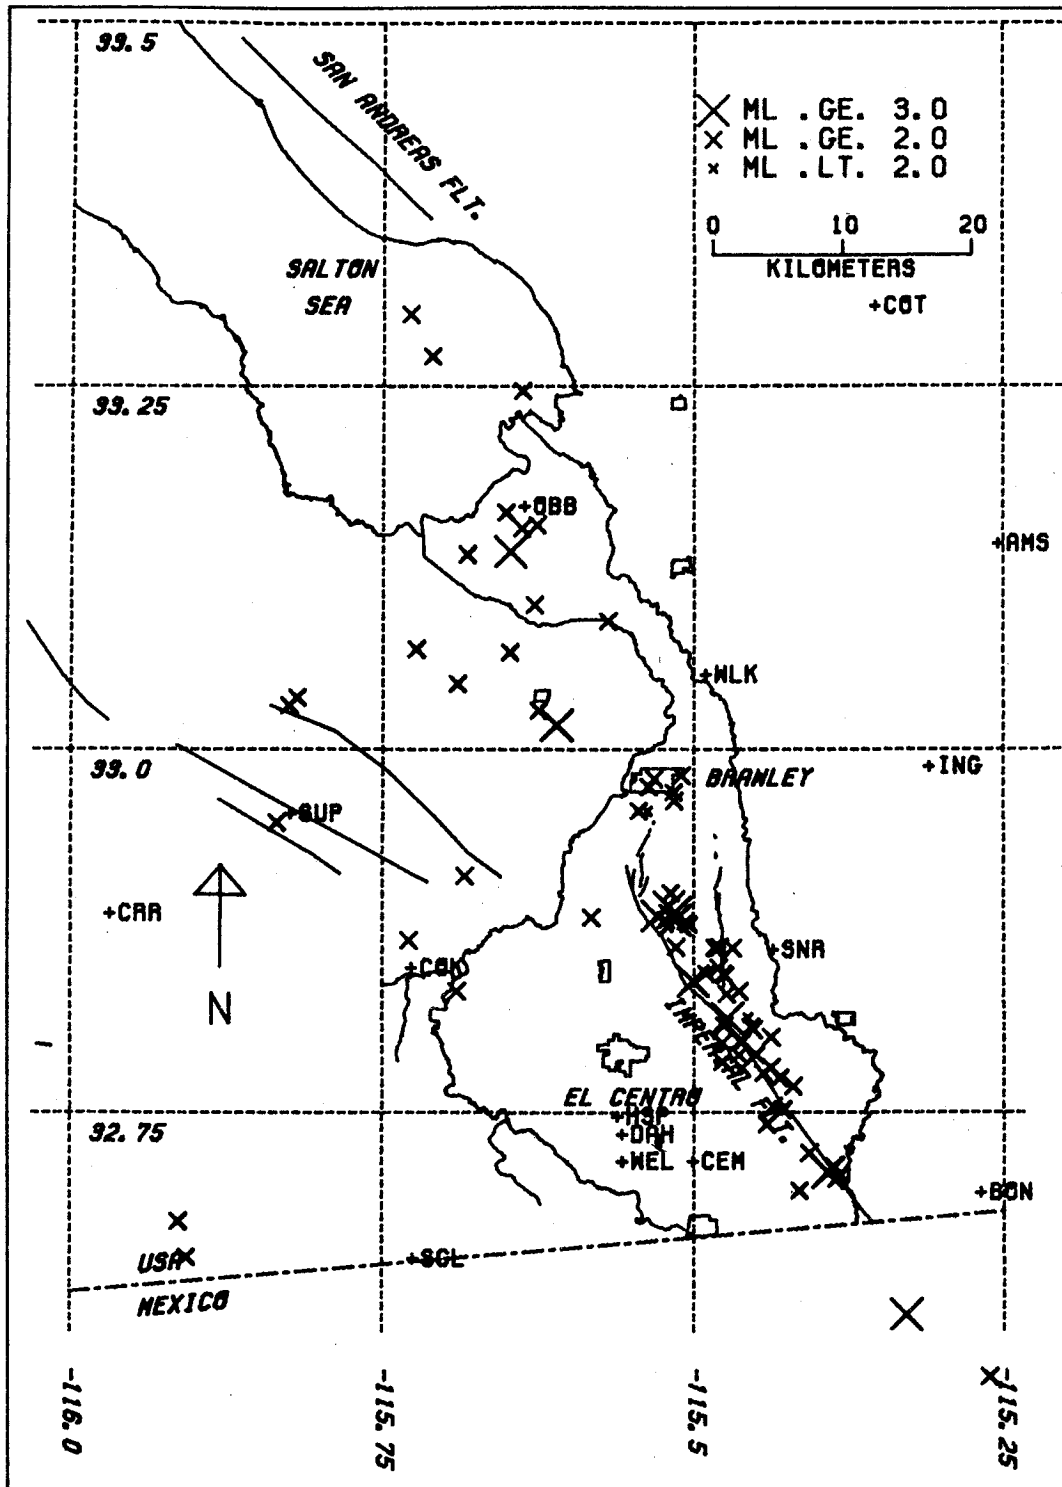 33.5
SAN ANDREAS FLT.
ML .GE. 3.0
ML .GE. 2.0
ML .LT. 2.0
0 10 20
KILOMETERS
SALTON
SEA
+COT
33.25
+OBB
+AMS
+WLK
33.0
BRAWLEY
+ING
+SUP
+CRR
+COK
+SNR
N
IMPERIAL FLT.
EL CENTRO
+HSP
32.75
+DAH
+WEL
+CEM
+BON
USA
+SGL
MEXICO
-116.0
-115.75
-115.5
-115.25